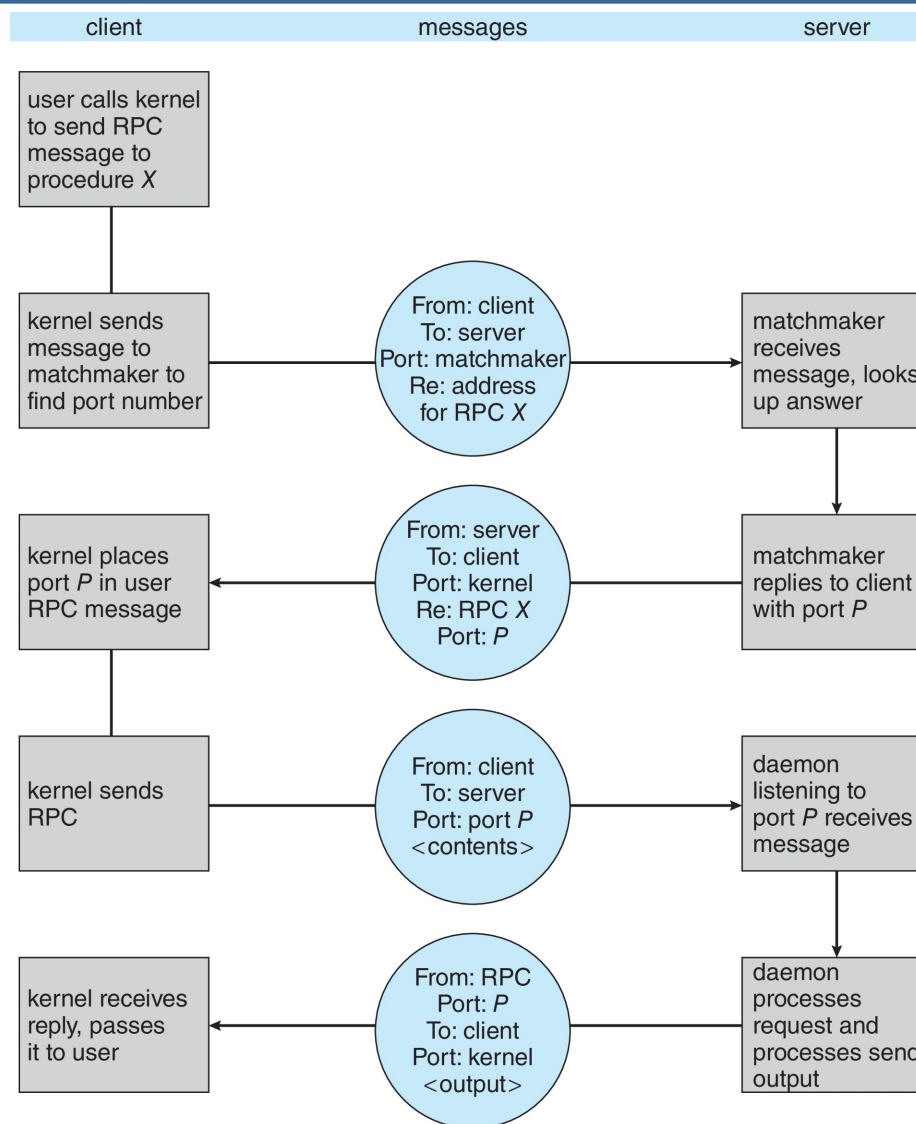 client
messages
server
user calls kernel
to send RPC
message to
procedure X
kernel sends
message to
matchmaker to
find port number
From: client
To: server
Port: matchmaker
Re: address
for RPC X
matchmaker
receives
message, looks
up answer
kernel places
port P in user
RPC message
From: server
To: client
Port: kernel
Re: RPC X
Port: P
matchmaker
replies to client
with port P
kernel sends
RPC
From: client
To: server
Port: port P
<contents>
daemon
listening to
port P receives
message
kernel receives
reply, passes
it to user
From: RPC
Port: P
To: client
Port: kernel
<output>
daemon
processes
request and
processes send
output